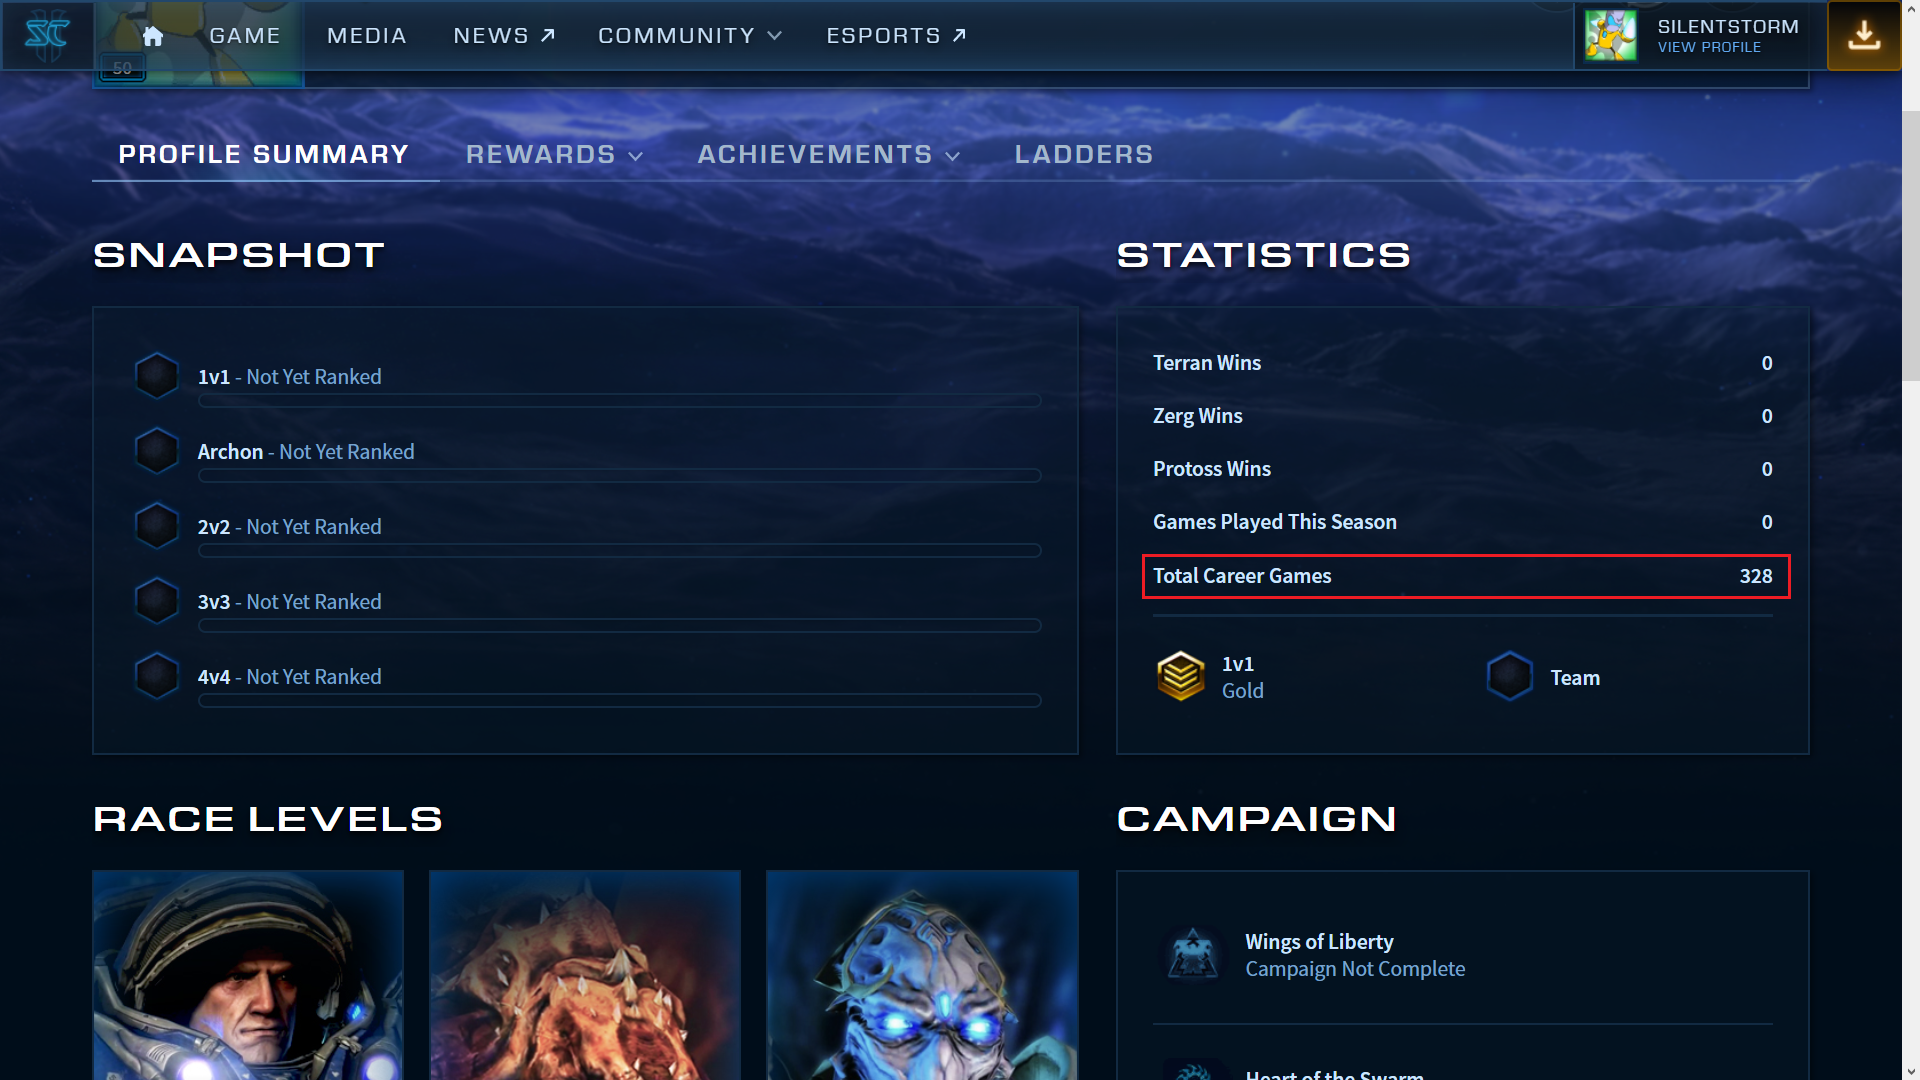 SC
GAME
MEDIA
NEWS
COMMUNITY
ESPORTS
SILENTSTORM
VIEW PROFILE
50
PROFILE SUMMARY
REWARDS
ACHIEVEMENTS
LADDERS
SNAPSHOT
1v1 - Not Yet Ranked
Archon - Not Yet Ranked
2v2 - Not Yet Ranked
3v3 - Not Yet Ranked
4v4 - Not Yet Ranked
STATISTICS
Terran Wins 0
Zerg Wins 0
Protoss Wins 0
Games Played This Season 0
Total Career Games 328
1v1
Gold
Team
RACE LEVELS
CAMPAIGN
Wings of Liberty
Campaign Not Complete
Heart of the Swarm